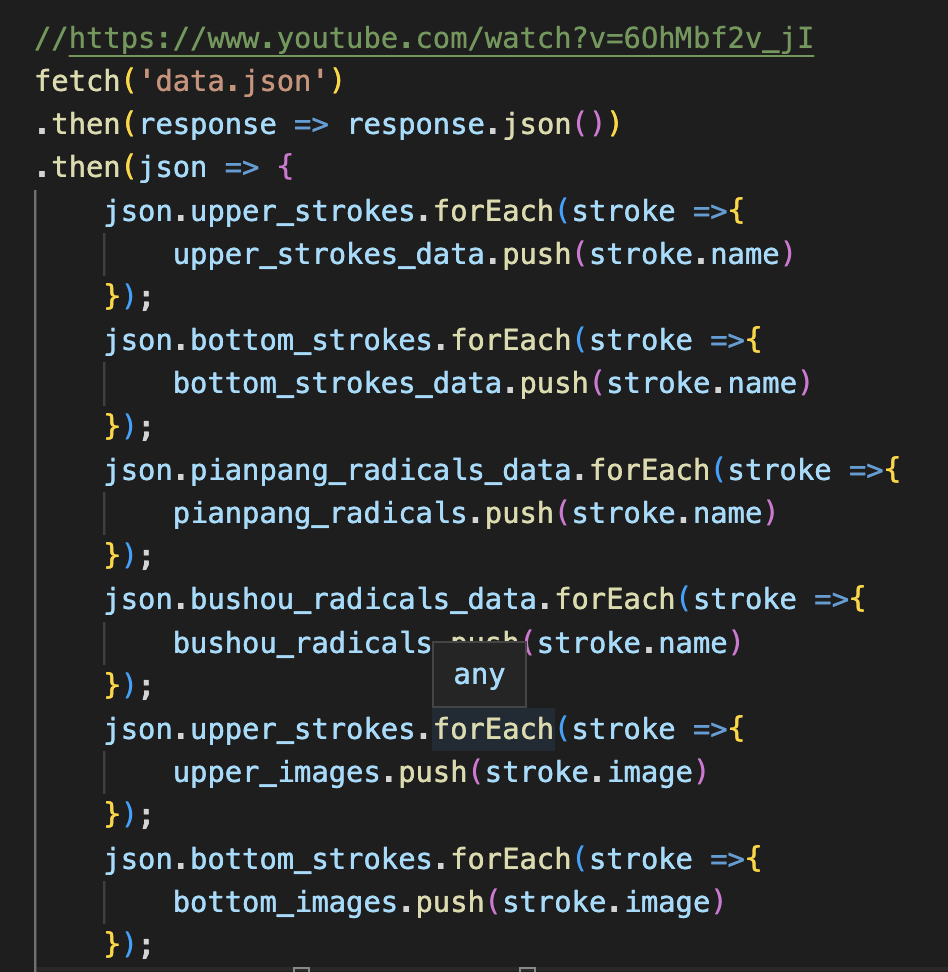 //https://www.youtube.com/watch?v=6OhMbf2v_jI
fetch('data.json')
.then(response => response.json())
.then(json => {
json.upper_strokes.forEach(stroke =>{
upper_strokes_data.push(stroke.name)
});
json.bottom_strokes.forEach(stroke =>{
bottom_strokes_data.push(stroke.name)
});
json.pianpang_radicals_data.forEach(stroke =>{
pianpang_radicals.push(stroke.name)
});
json.bushou_radicals_data.forEach(stroke =>{
bushou_radicals.push(stroke.name)
any
});
json.upper_strokes.forEach(stroke =>{
upper_images.push(stroke.image)
});
json.bottom_strokes.forEach(stroke =>{
bottom_images.push(stroke.image)
});